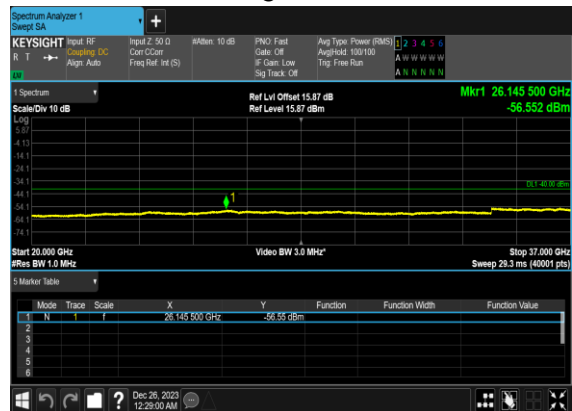 Spectrum Analyzer 1
Swept SA
KEYSIGHT Input: RF Input Z: 50 Ω #Atten: 10 dB PNO: Fast Avg Type: Power (RMS) 1 2 3 4 5 6
R T Coupling: DC Corr CCorr Gate: Off Avg|Hold: 100/100 A W W W W W
Align: Auto Freq Ref: Int (S) IF Gain: Low Trig: Free Run
LXI Sig Track: Off A N N N N N
1 Spectrum Ref Lvl Offset 15.87 dB Mkr1 26.145 500 GHz
Scale/Div 10 dB Ref Level 15.87 dBm -56.552 dBm
Log
5.87
-4.13
-14.1
-24.1
-34.1
DL1 -40.00 dBm
-44.1
1
-54.1
-64.1
-74.1
Start 20.000 GHz Video BW 3.0 MHz* Stop 37.000 GHz
#Res BW 1.0 MHz Sweep 29.3 ms (40001 pts)
5 Marker Table
Mode Trace Scale X Y Function Function Width Function Value
1 N 1 f 26.145 500 GHz -56.55 dBm
2
3
4
5
6
? Dec 26, 2023
12:29:00 AM